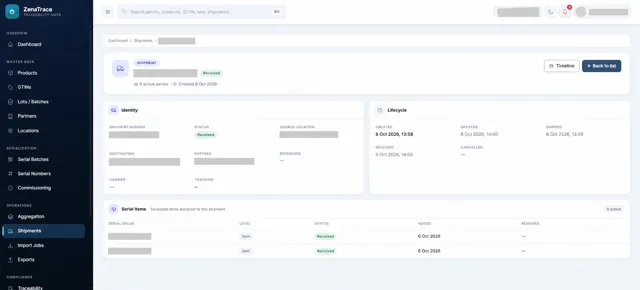 ZenaTrace
TRACEABILITY DATA
Search serials, products, GTINs, lots, shipments...
OVERVIEW
Dashboard
MASTER DATA
Products
GTINs
Lots / Batches
Partners
Locations
SERIALIZATION
Serial Batches
Serial Numbers
Commissioning
OPERATIONS
Aggregation
Shipments
Import Jobs
Exports
COMPLIANCE
Traceability
Dashboard / Shipments /
SHIPMENT
Received
0 active serials · Created 6 Oct 2026
Timeline
Back to list
Identity
SHIPMENT NUMBER
STATUS
SOURCE LOCATION
Received
DESTINATION
PARTNER
REFERENCE
—
CARRIER
TRACKING
—
—
Lifecycle
CREATED
UPDATED
SHIPPED
6 Oct 2026, 13:58
6 Oct 2026, 14:00
6 Oct 2026, 13:59
RECEIVED
CANCELLED
6 Oct 2026, 14:00
—
Serial Items
Serialized items assigned to this shipment
0 active
SERIAL VALUE
LEVEL
STATUS
ADDED
REMOVED
Item
Received
6 Oct 2026
—
Item
Received
6 Oct 2026
—